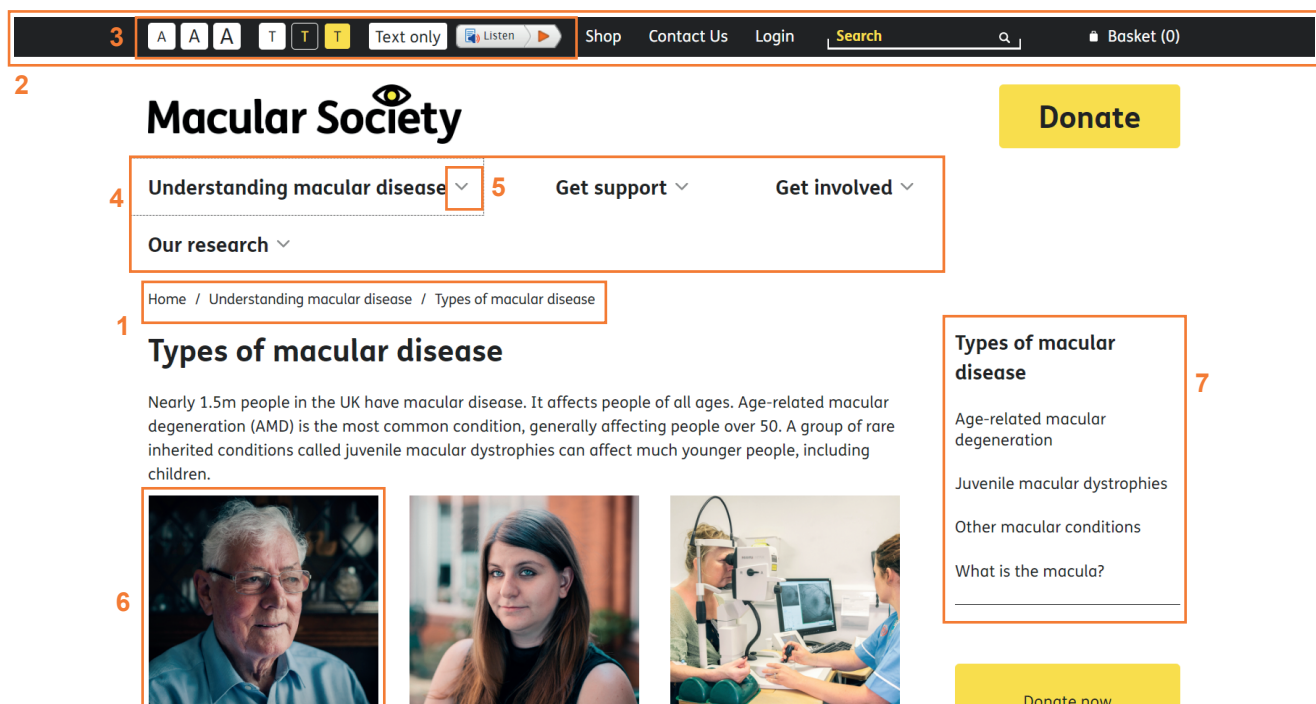 3 A A A T T T Text only Listen Shop Contact Us Login Search Basket (0)
2
Macular Society
Donate
4 Understanding macular disease 5 Get support Get involved
Our research
Home / Understanding macular disease / Types of macular disease
1
Types of macular disease
Nearly 1.5m people in the UK have macular disease. It affects people of all ages. Age-related macular
degeneration (AMD) is the most common condition, generally affecting people over 50. A group of rare
inherited conditions called juvenile macular dystrophies can affect much younger people, including
children.
6
Types of macular
disease
7
Age-related macular
degeneration
Juvenile macular dystrophies
Other macular conditions
What is the macula?
Donate now